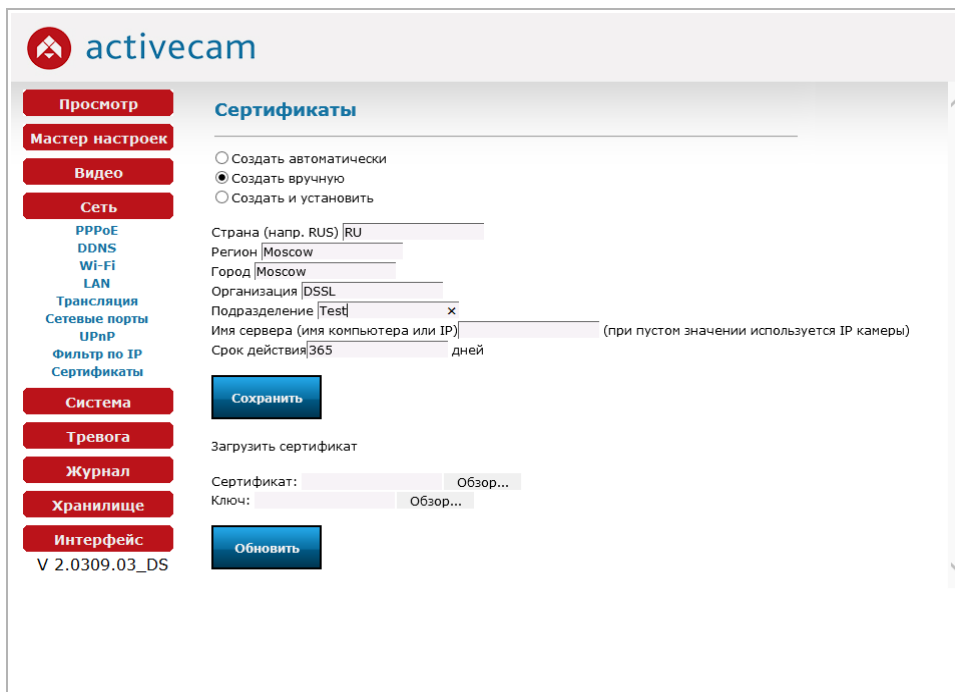 activecam
Просмотр
Мастер настроек
Видео
Сеть
PPPoE
DDNS
Wi-Fi
LAN
Трансляция
Сетевые порты
UPnP
Фильтр по IP
Сертификаты
Система
Тревога
Журнал
Хранилище
Интерфейс
V 2.0309.03_DS
Сертификаты
Создать автоматически
Создать вручную
Создать и установить
Страна (напр. RUS) RU
Регион Moscow
Город Moscow
Организация DSSL
Подразделение Test ×
Имя сервера (имя компьютера или IP) (при пустом значении используется IP камеры)
Срок действия 365 дней
Сохранить
Загрузить сертификат
Сертификат: Обзор...
Ключ: Обзор...
Обновить